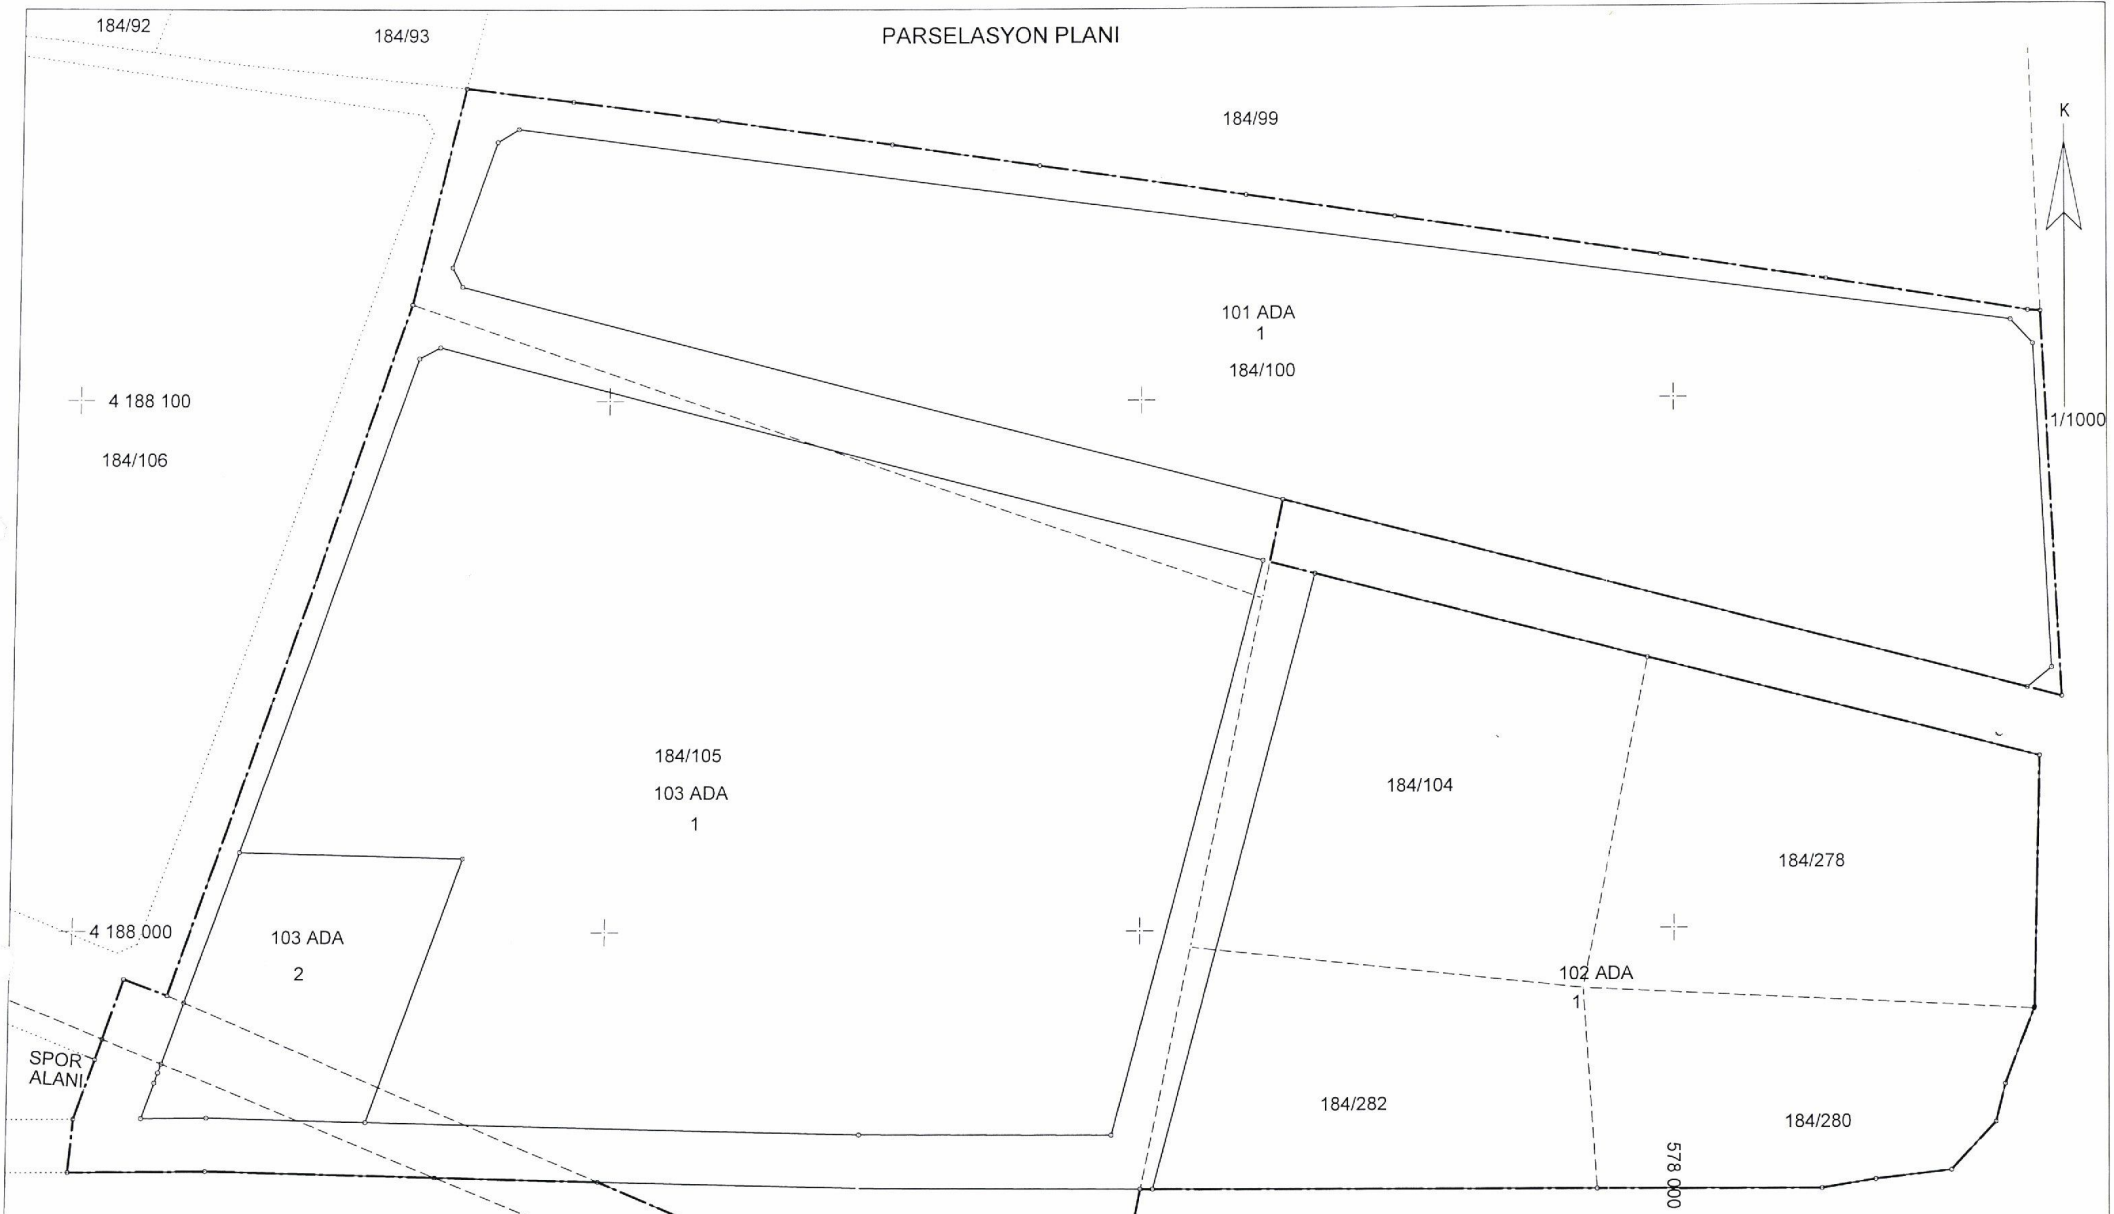 184/92
184/93
PARSELASYON PLANI
184/99
K
101 ADA
1
184/100
4 188 100
1/1000
184/106
184/105
103 ADA
1
184/104
184/278
4 188 000
103 ADA
2
102 ADA
1
SPOR
ALANI
184/282
184/280
578 000